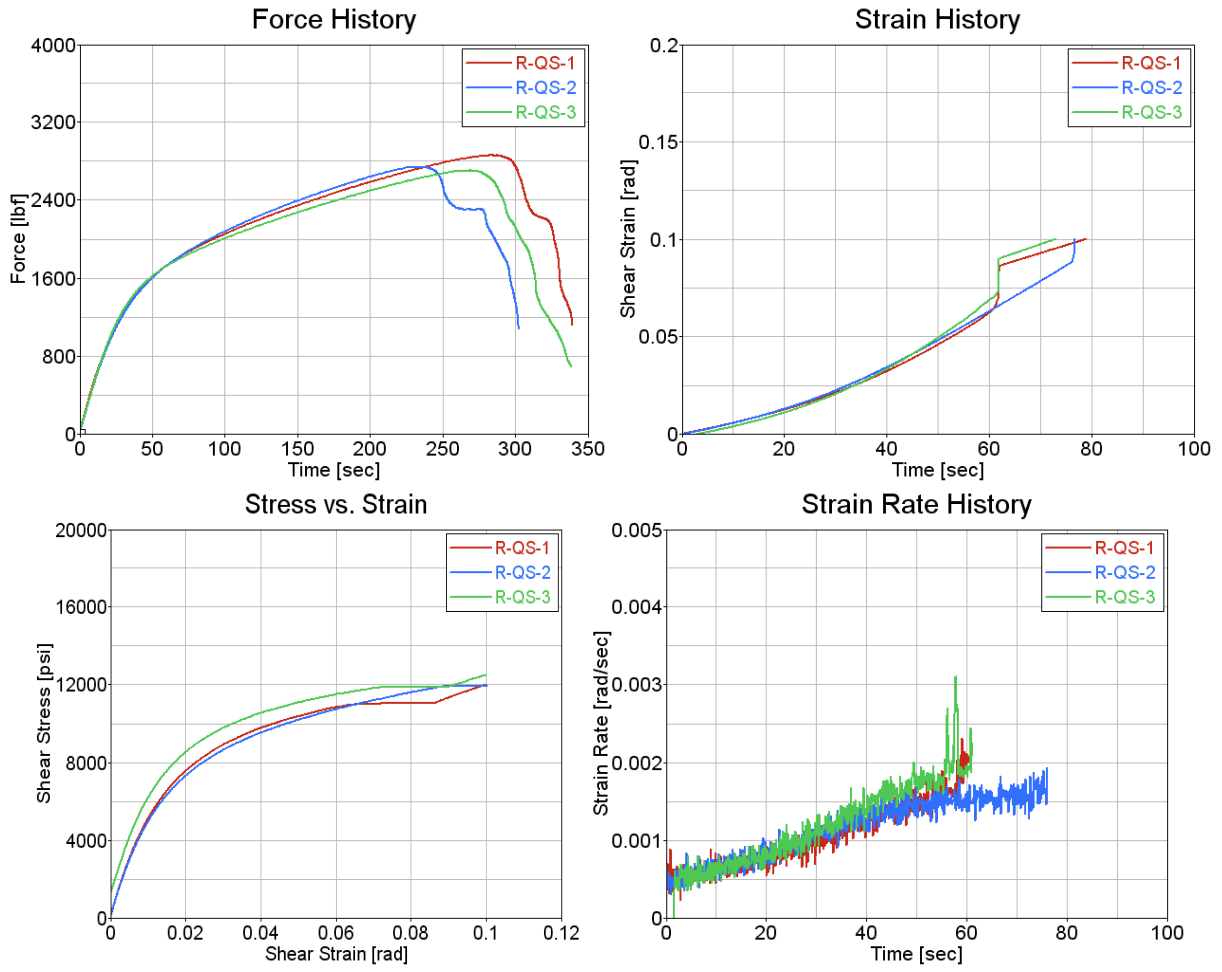 Force History
4000
3200
2400
1600
800
0
Force [lbf]
R-QS-1
R-QS-2
R-QS-3
0 50 100 150 200 250 300 350
Time [sec]
Strain History
0.2
0.15
0.1
0.05
0
Shear Strain [rad]
R-QS-1
R-QS-2
R-QS-3
0 20 40 60 80 100
Time [sec]
Stress vs. Strain
20000
16000
12000
8000
4000
0
Shear Stress [psi]
R-QS-1
R-QS-2
R-QS-3
0 0.02 0.04 0.06 0.08 0.1 0.12
Shear Strain [rad]
Strain Rate History
0.005
0.004
0.003
0.002
0.001
0
Strain Rate [rad/sec]
R-QS-1
R-QS-2
R-QS-3
0 20 40 60 80 100
Time [sec]